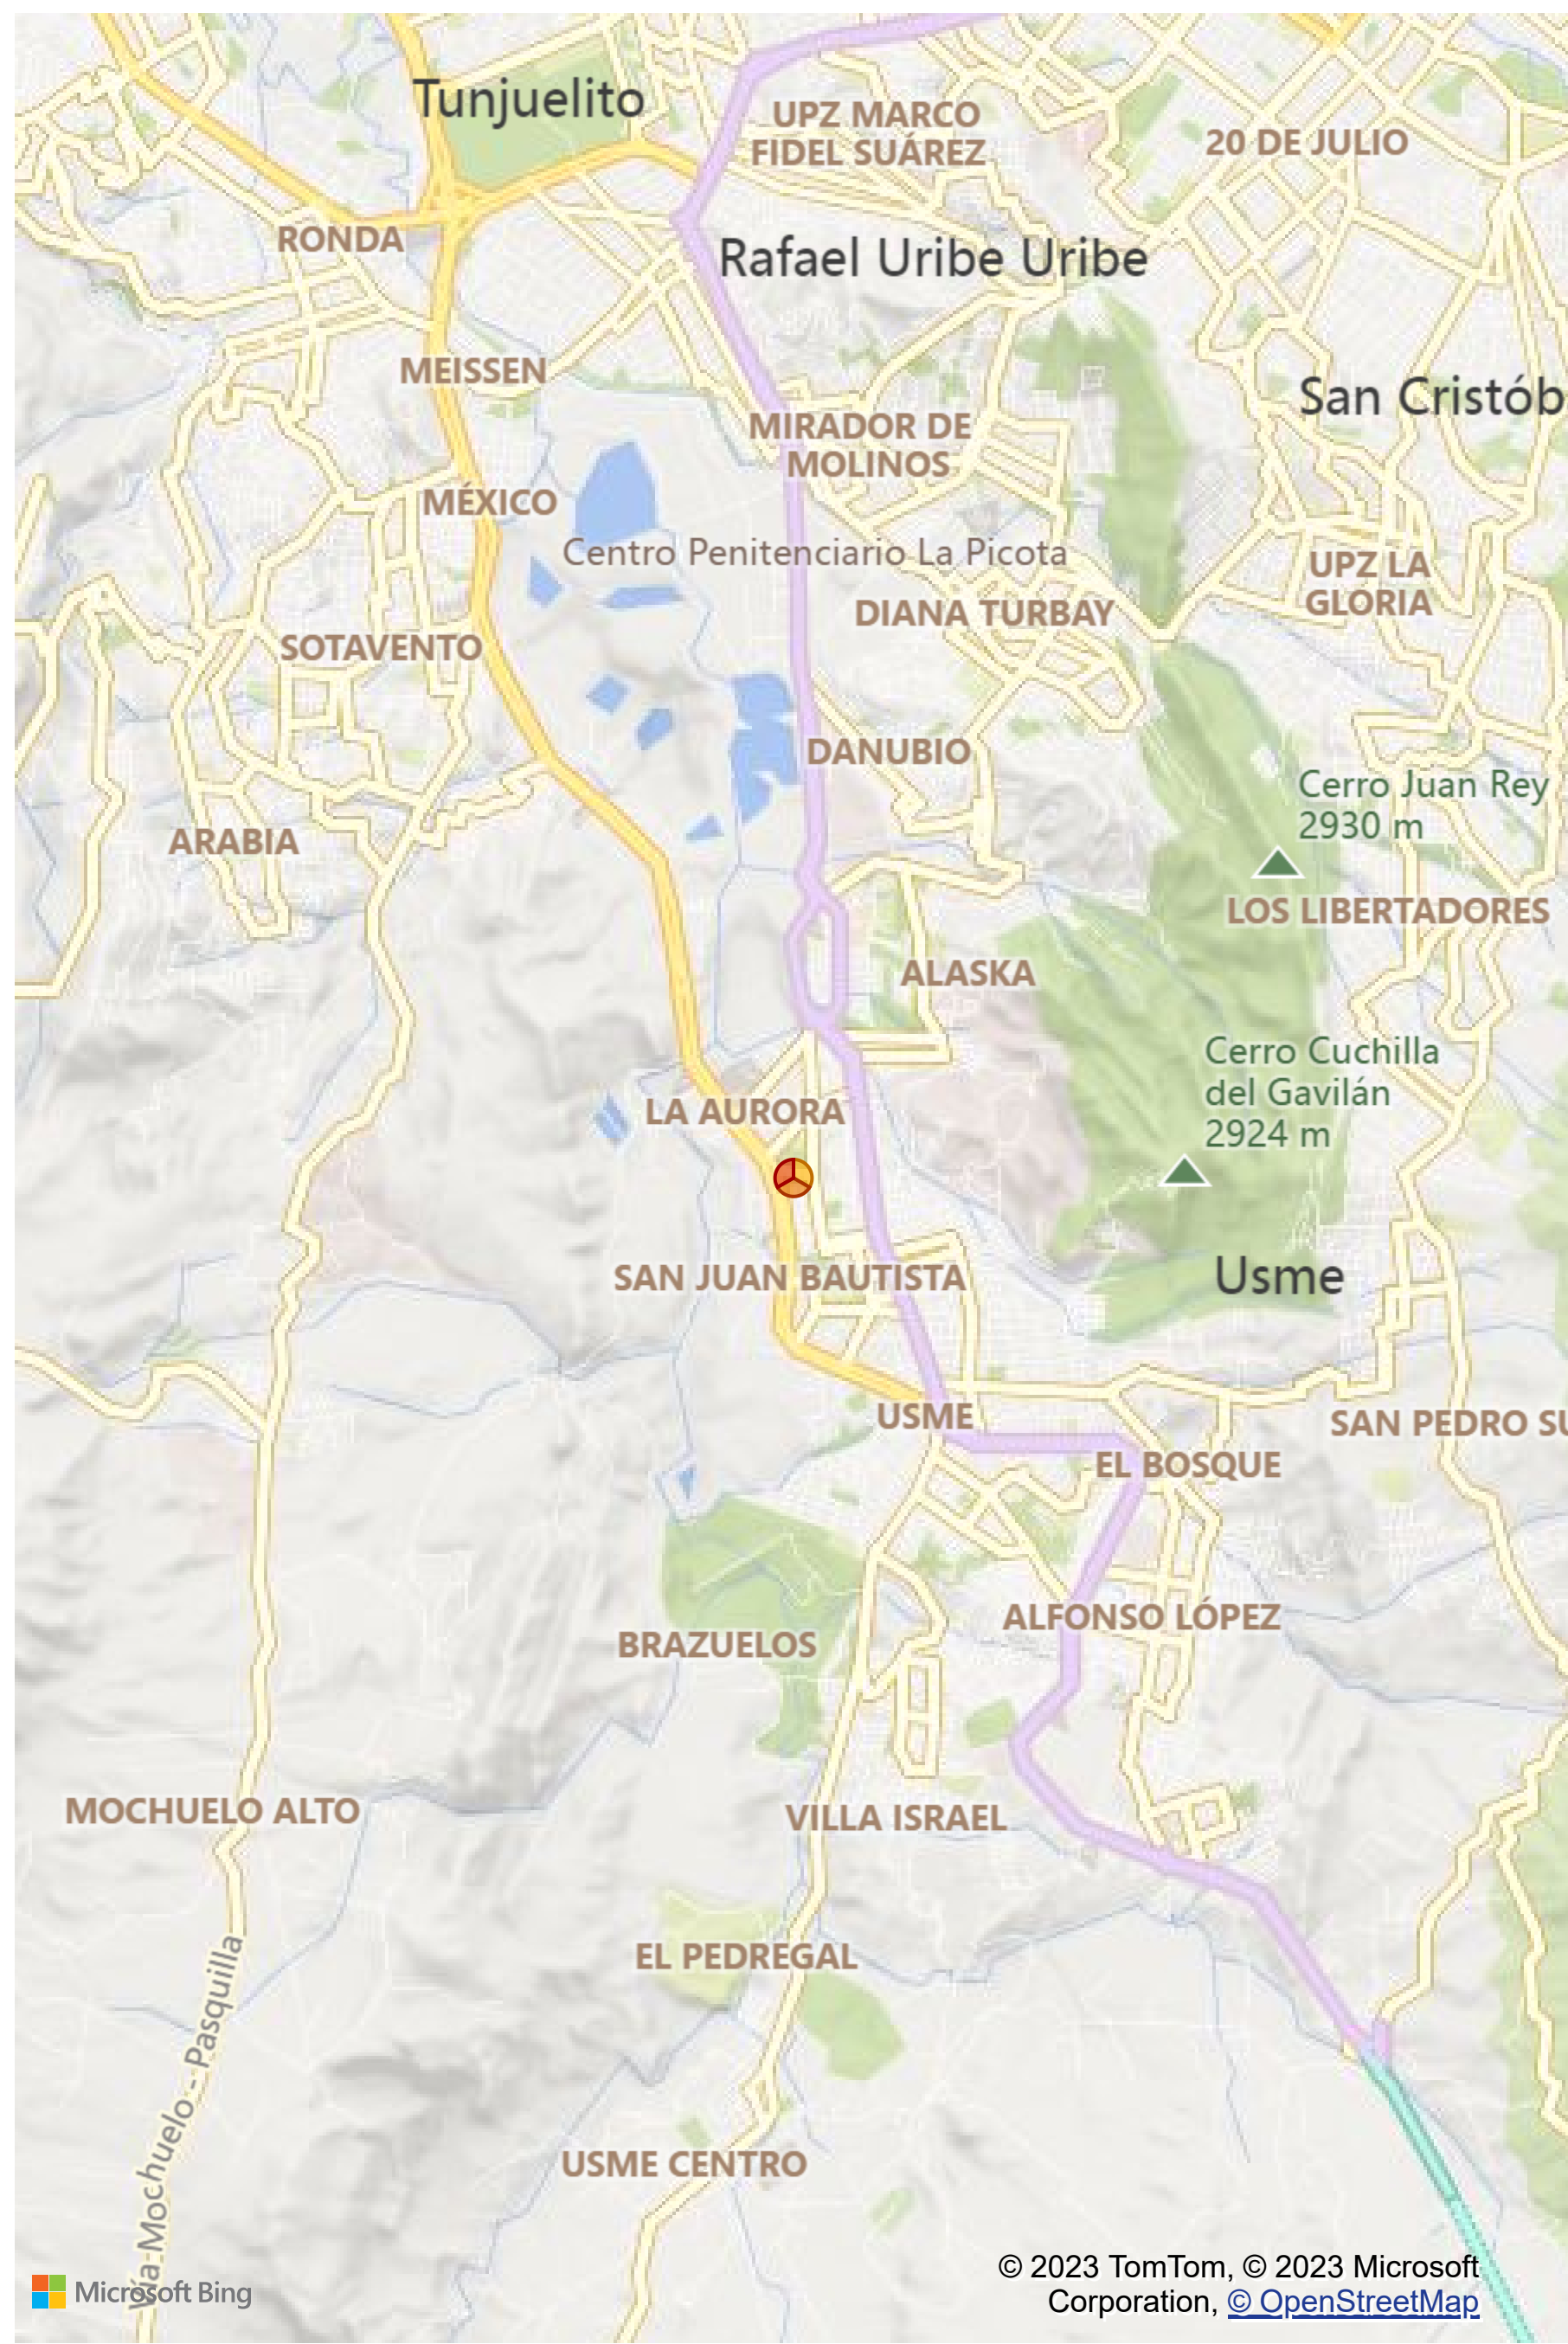 Tunjuelito
UPZ MARCO
FIDEL SUÁREZ
20 DE JULIO
RONDA
Rafael Uribe Uribe
MEISSEN
San Cristób
MIRADOR DE
MOLINOS
MÉXICO
Centro Penitenciario La Picota
UPZ LA
GLORIA
DIANA TURBAY
SOTAVENTO
DANUBIO
Cerro Juan Rey
2930 m
ARABIA
LOS LIBERTADORES
ALASKA
Cerro Cuchilla
del Gavilán
2924 m
LA AURORA
SAN JUAN BAUTISTA
Usme
USME
SAN PEDRO SU
EL BOSQUE
ALFONSO LÓPEZ
BRAZUELOS
MOCHUELO ALTO
VILLA ISRAEL
EL PEDREGAL
Vía-Mochuelo - Pasquilla
USME CENTRO
Microsoft Bing
© 2023 TomTom, © 2023 Microsoft
Corporation, © OpenStreetMap